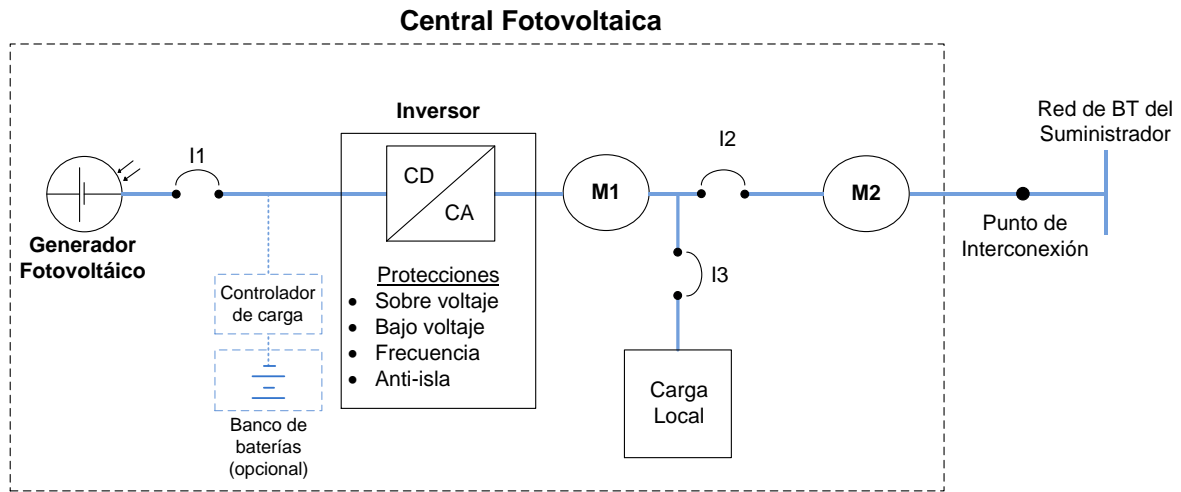 Central Fotovoltaica
Red de BT del
Suministrador
Inversor
I1
I2
CD
CA
M1
M2
Generador
Fotovoltáico
Punto de
Interconexión
I3
Controlador
de carga
Protecciones
• Sobre voltaje
• Bajo voltaje
• Frecuencia
• Anti-isla
Carga
Local
Banco de
baterías
(opcional)